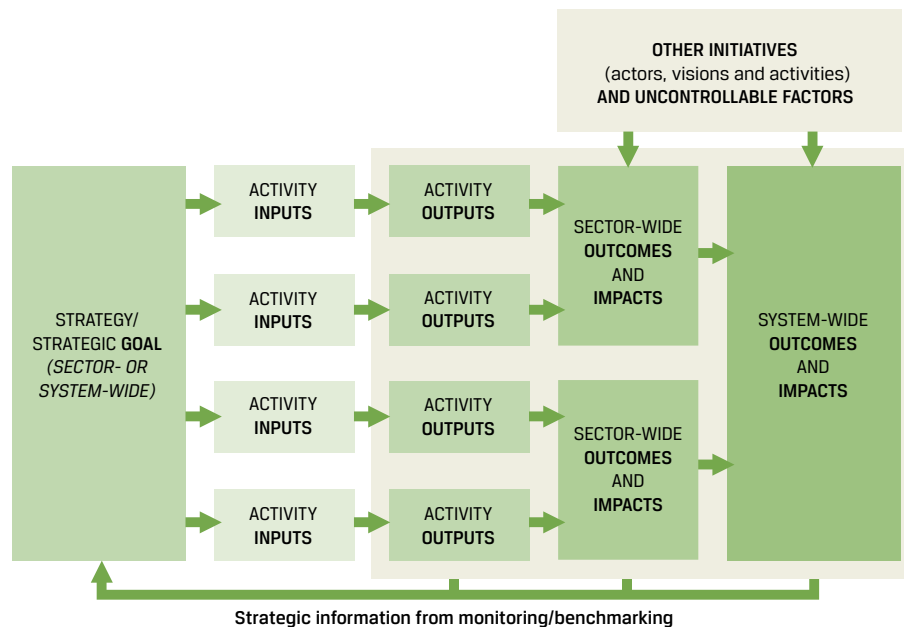 OTHER INITIATIVES
(actors, visions and activities)
AND UNCONTROLLABLE FACTORS
STRATEGY/
STRATEGIC GOAL
(SECTOR- OR
SYSTEM-WIDE)
ACTIVITY
INPUTS
ACTIVITY
OUTPUTS
ACTIVITY
INPUTS
ACTIVITY
OUTPUTS
SECTOR-WIDE
OUTCOMES
AND
IMPACTS
ACTIVITY
INPUTS
ACTIVITY
OUTPUTS
ACTIVITY
INPUTS
ACTIVITY
OUTPUTS
SECTOR-WIDE
OUTCOMES
AND
IMPACTS
SYSTEM-WIDE
OUTCOMES
AND
IMPACTS
Strategic information from monitoring/benchmarking